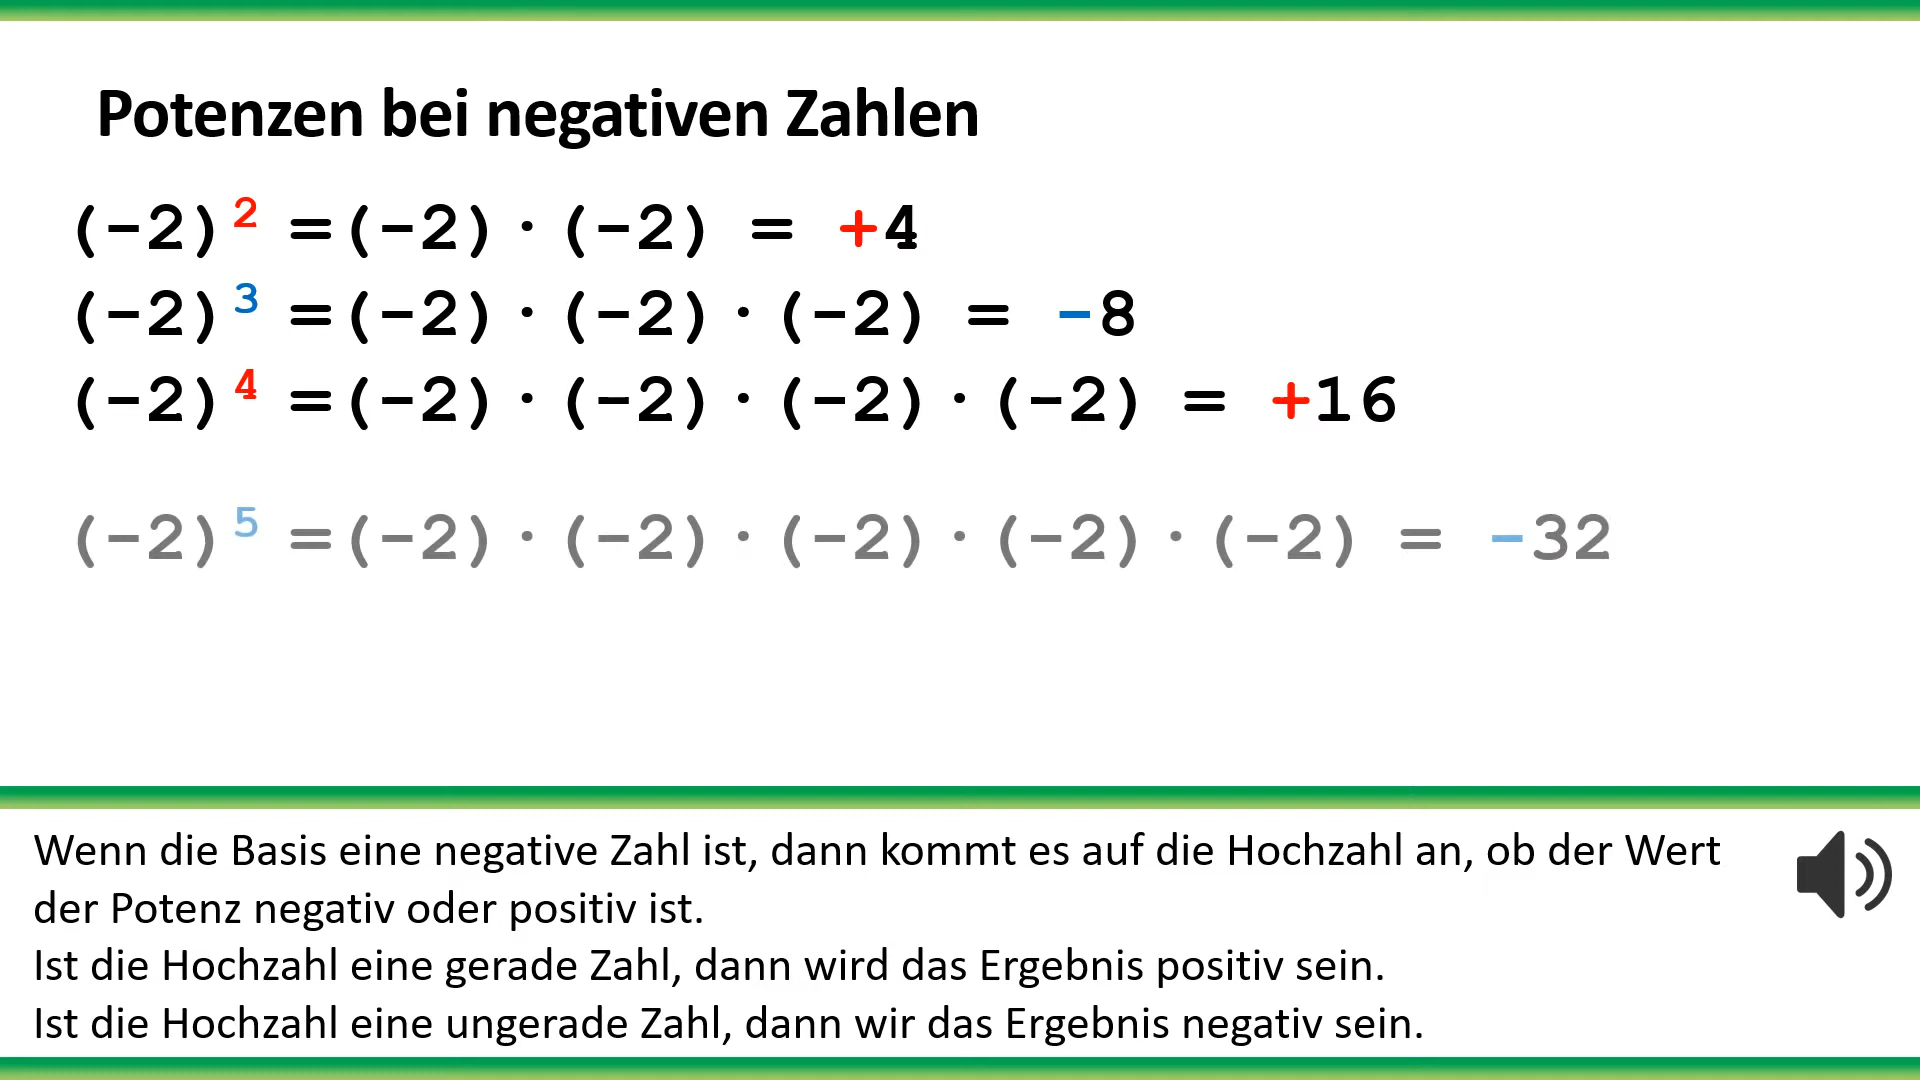 Potenzen bei negativen Zahlen
(-2)² =(-2)·(-2) = +4
(-2)³ =(-2)·(-2)·(-2) = -8
(-2)⁴ =(-2)·(-2)·(-2)·(-2) = +16
(-2)⁵ =(-2)·(-2)·(-2)·(-2)·(-2) = -32
Wenn die Basis eine negative Zahl ist, dann kommt es auf die Hochzahl an, ob der Wert
der Potenz negativ oder positiv ist.
Ist die Hochzahl eine gerade Zahl, dann wird das Ergebnis positiv sein.
Ist die Hochzahl eine ungerade Zahl, dann wir das Ergebnis negativ sein.